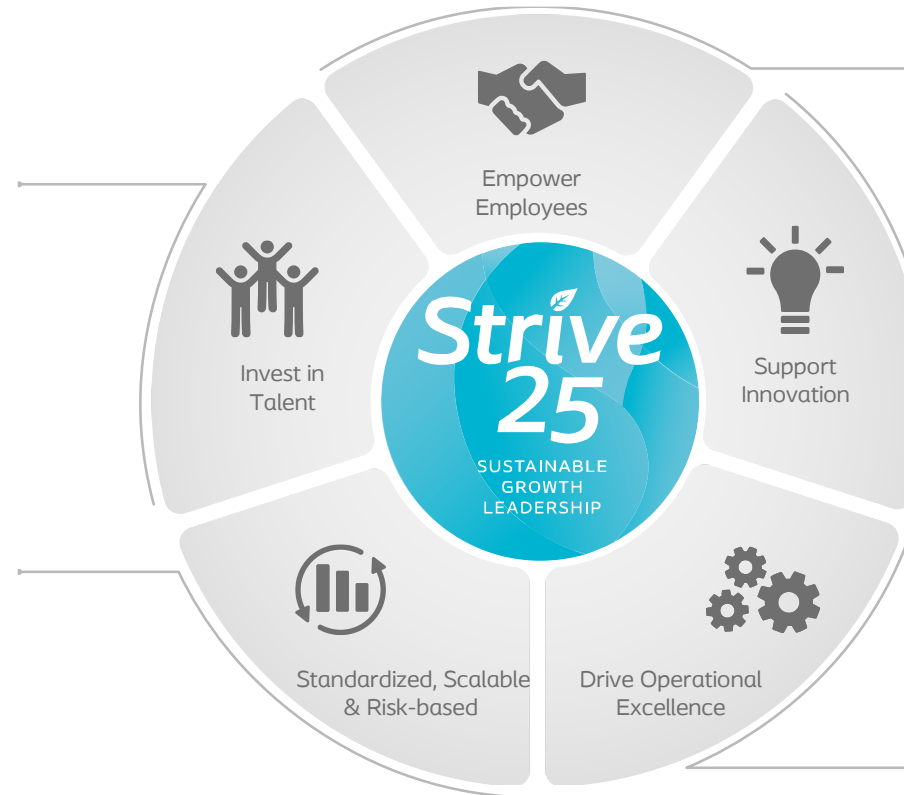 Empower
Employees
Support
Innovation
Drive Operational
Excellence
Standardized, Scalable
& Risk-based
Invest in
Talent
Strive
25
SUSTAINABLE
GROWTH
LEADERSHIP